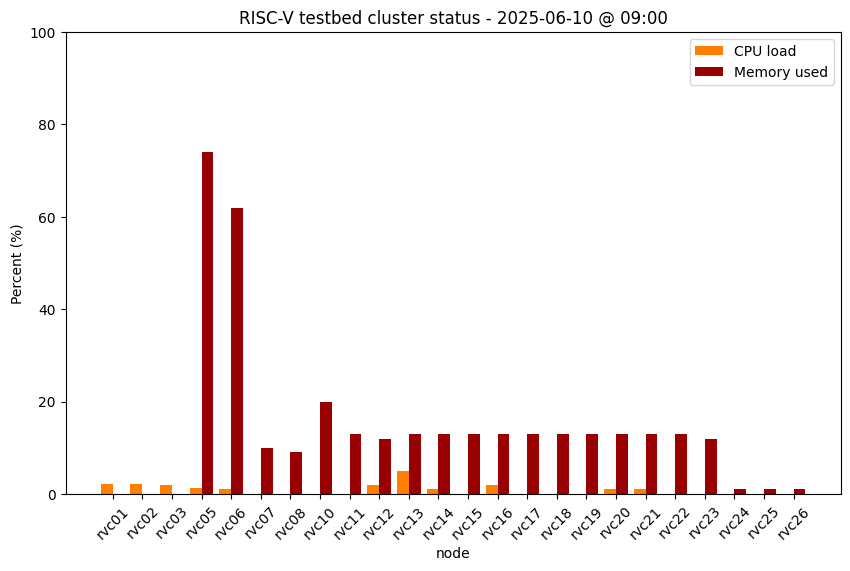 RISC-V testbed cluster status - 2025-06-10 @ 09:00
CPU load
Memory used
Percent (%)
100
80
60
40
20
0
rvc01 rvc02 rvc03 rvc05 rvc06 rvc07 rvc08 rvc10 rvc11 rvc12 rvc13 rvc14 rvc15 rvc16 rvc17 rvc18 rvc19 rvc20 rvc21 rvc22 rvc23 rvc24 rvc25 rvc26
node